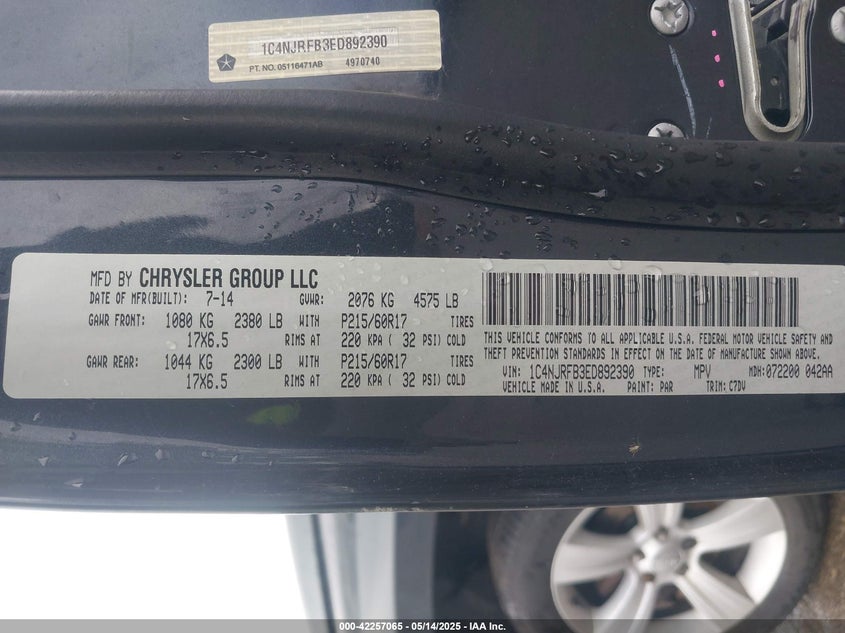 1C4NJRFB3ED892390
PT. NO. 05116471AB 4970740
MFD BY CHRYSLER GROUP LLC
DATE OF MFR(BUILT): 7-14 GVWR: 2076 KG 4575 LB
GAWR FRONT: 1080 KG 2380 LB WITH P215/60R17 TIRES
17X6.5 RIMS AT 220 KPA ( 32 PSI) COLD
GAWR REAR: 1044 KG 2300 LB WITH P215/60R17 TIRES
17X6.5 RIMS AT 220 KPA ( 32 PSI) COLD
THIS VEHICLE CONFORMS TO ALL APPLICABLE U.S.A. FEDERAL MOTOR VEHICLE SAFETY AND
THEFT PREVENTION STANDARDS IN EFFECT ON THE DATE OF MANUFACTURE SHOWN ABOVE.
VIN: 1C4NJRFB3ED892390 TYPE: MPV MDH: 072200 042AA
VEHICLE MADE IN U.S.A. PAINT: PAR TRIM: C7DV
000-42257065 - 05/14/2025 - IAA Inc.